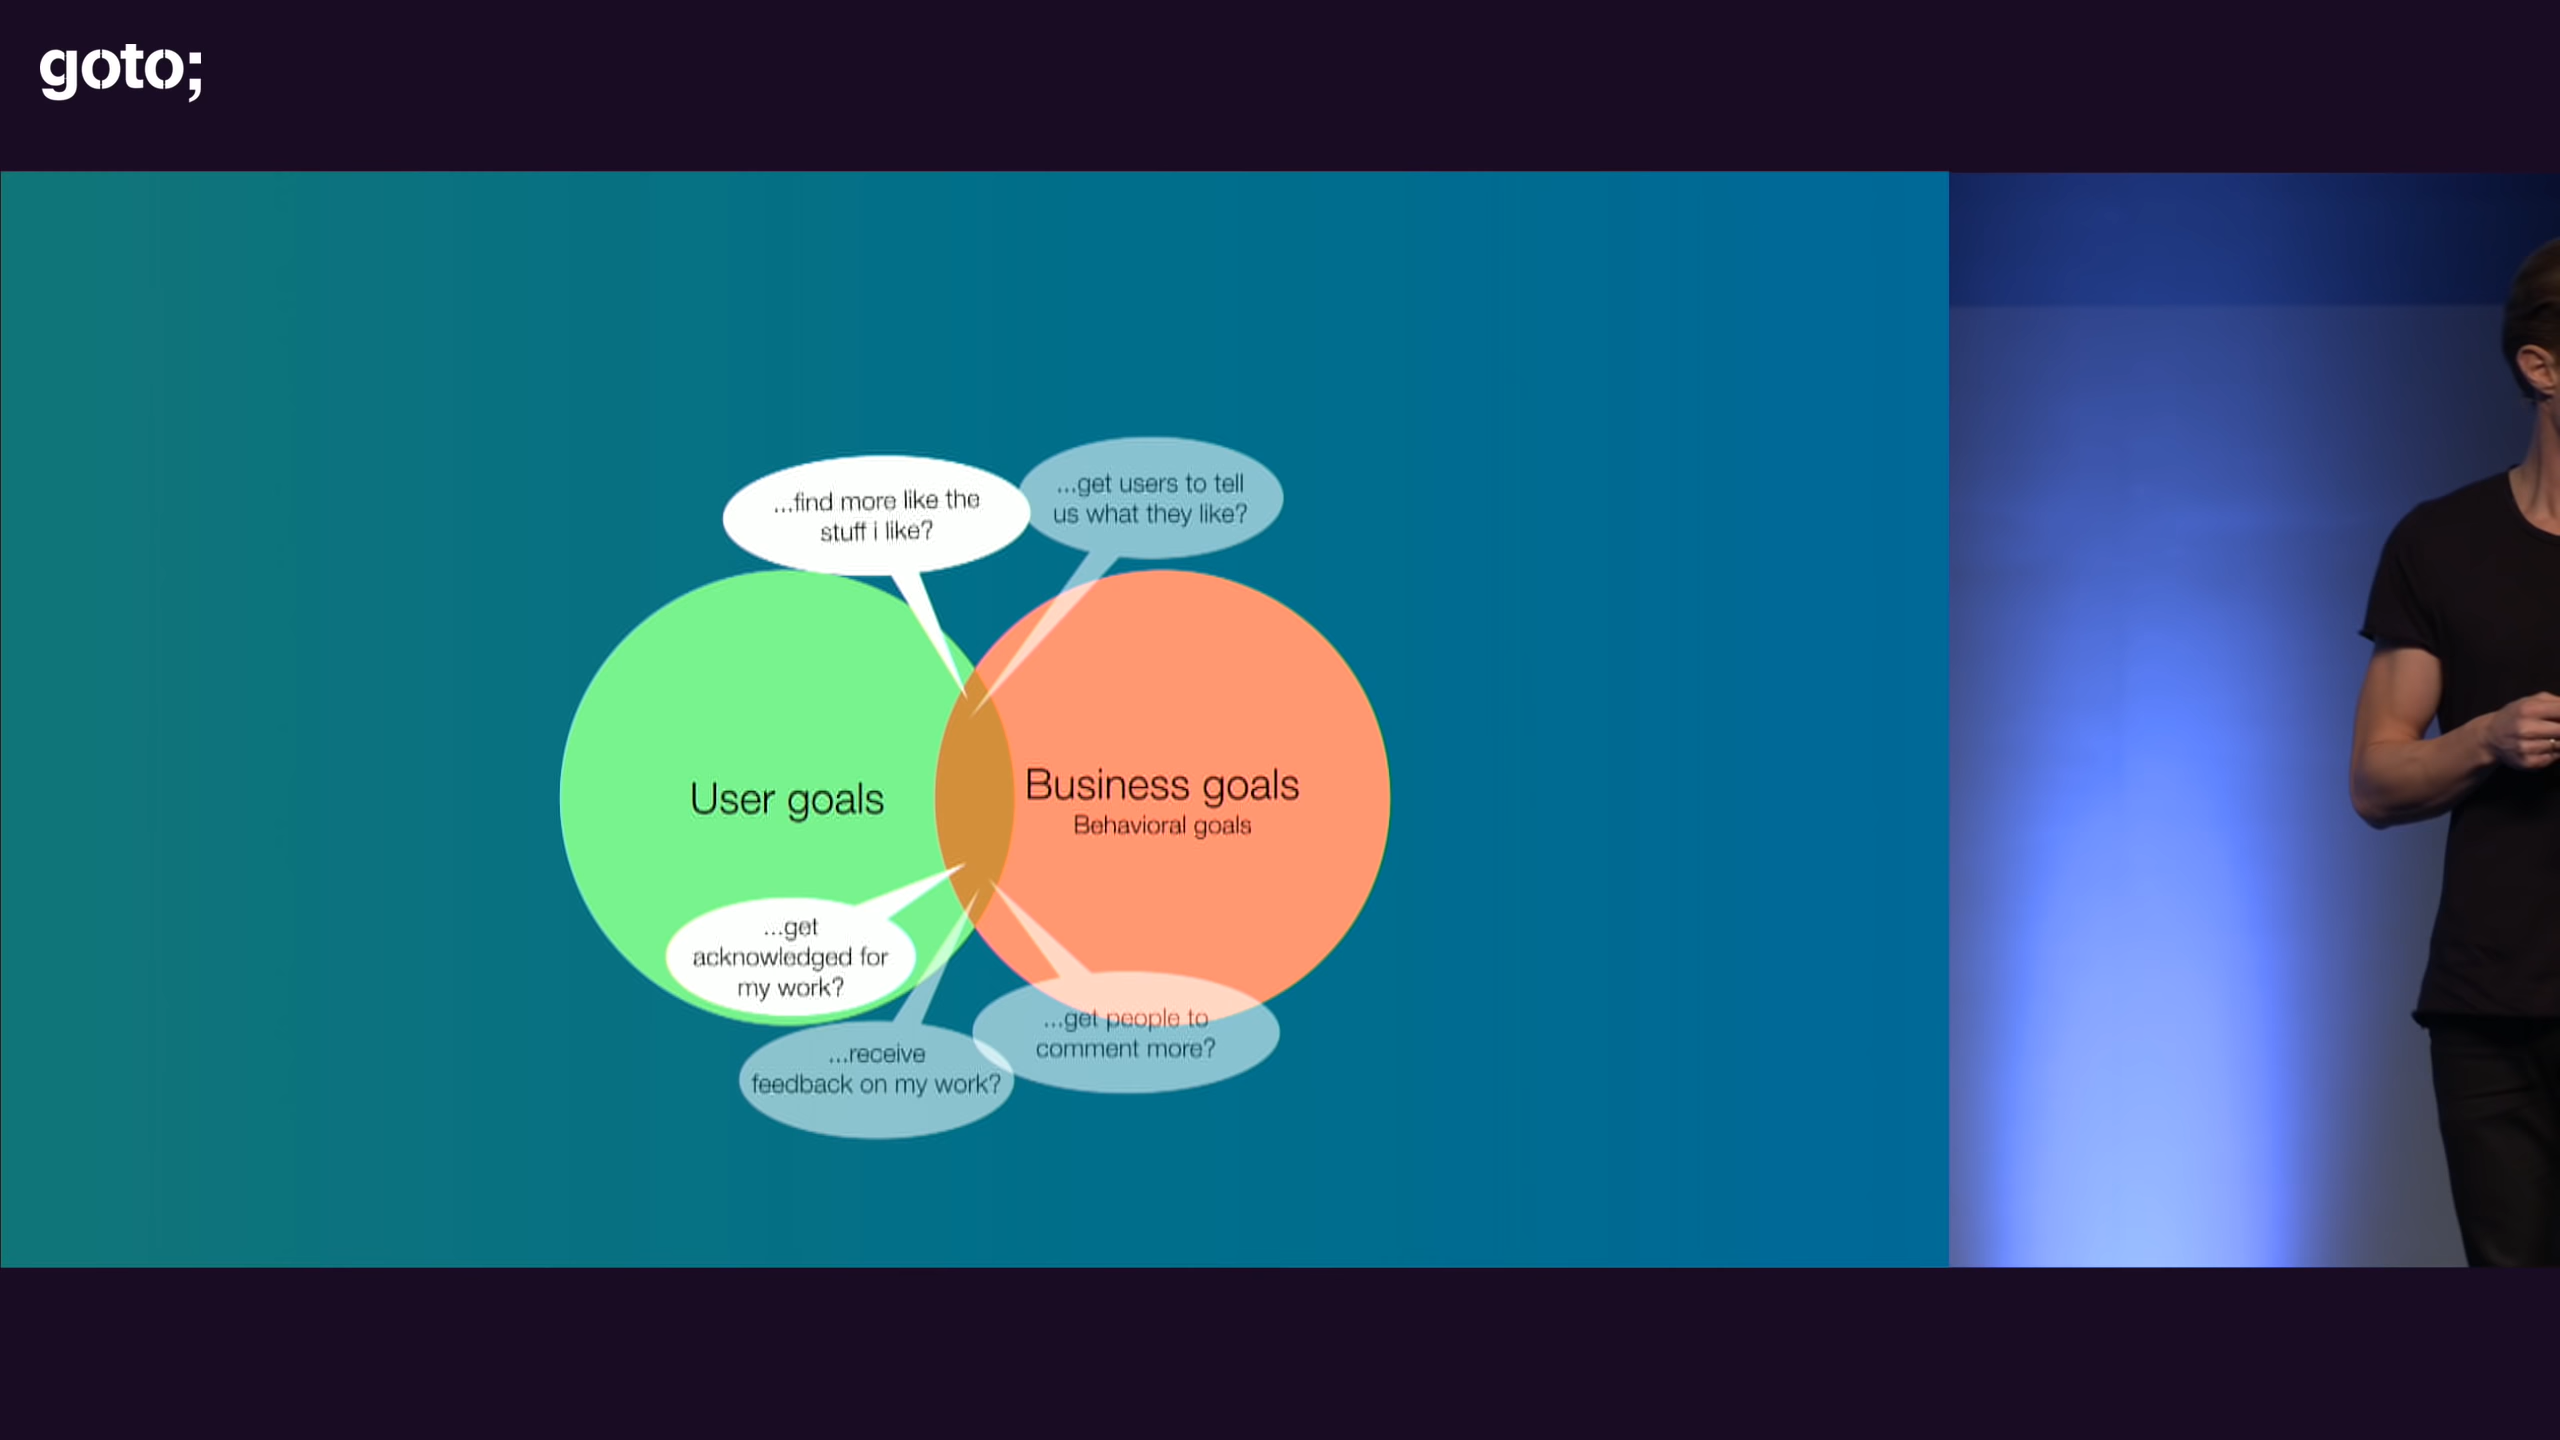 goto;
...find more like the
stuff i like?
...get users to tell
us what they like?
User goals
Business goals
Behavioral goals
...get
acknowledged for
my work?
...receive
feedback on my work?
...get people to
comment more?